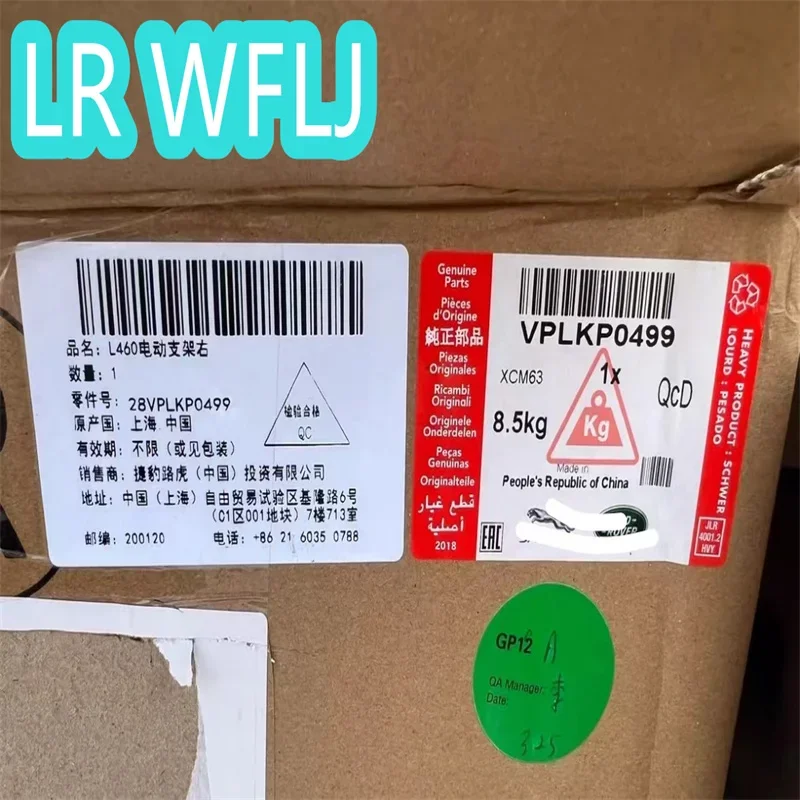 LR WFLJ
品名：L460电动支架右
数量：1
零件号：28VPLKP0499
原产国：上海.中国
有效期：不限（或见包装）
销售商：捷豹路虎（中国）投资有限公司
地址：中国（上海）自由贸易试验区基隆路6号
(C1区001地块）7楼713室
邮编：200120 电话：+86 21 6035 0788
检验合格
QC
Genuine
Parts
Pièces
d'Origine
純正部品
Piezas
Originales
Ricambi
Originali
Originele
Onderdelen
Peças
Genuinas
Originalteile
قطع غيار
أصلية
2018
VPLKP0499
1x
XCM63
QcD
8.5kg
Kg
Made in
People's Republic of China
EAC
ROVER
HEAVY PRODUCT : SCHWER
LOURD : PESADO
JLR
4001.2
HVY
GP12 A
QA Manager: 李
Date:
325